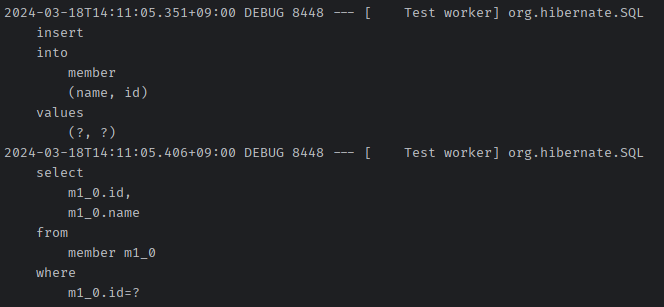 2024-03-18T14:11:05.351+09:00 DEBUG 8448 --- [    Test worker] org.hibernate.SQL
    insert
    into
        member
        (name, id)
    values
        (?, ?)
2024-03-18T14:11:05.406+09:00 DEBUG 8448 --- [    Test worker] org.hibernate.SQL
    select
        m1_0.id,
        m1_0.name
    from
        member m1_0
    where
        m1_0.id=?